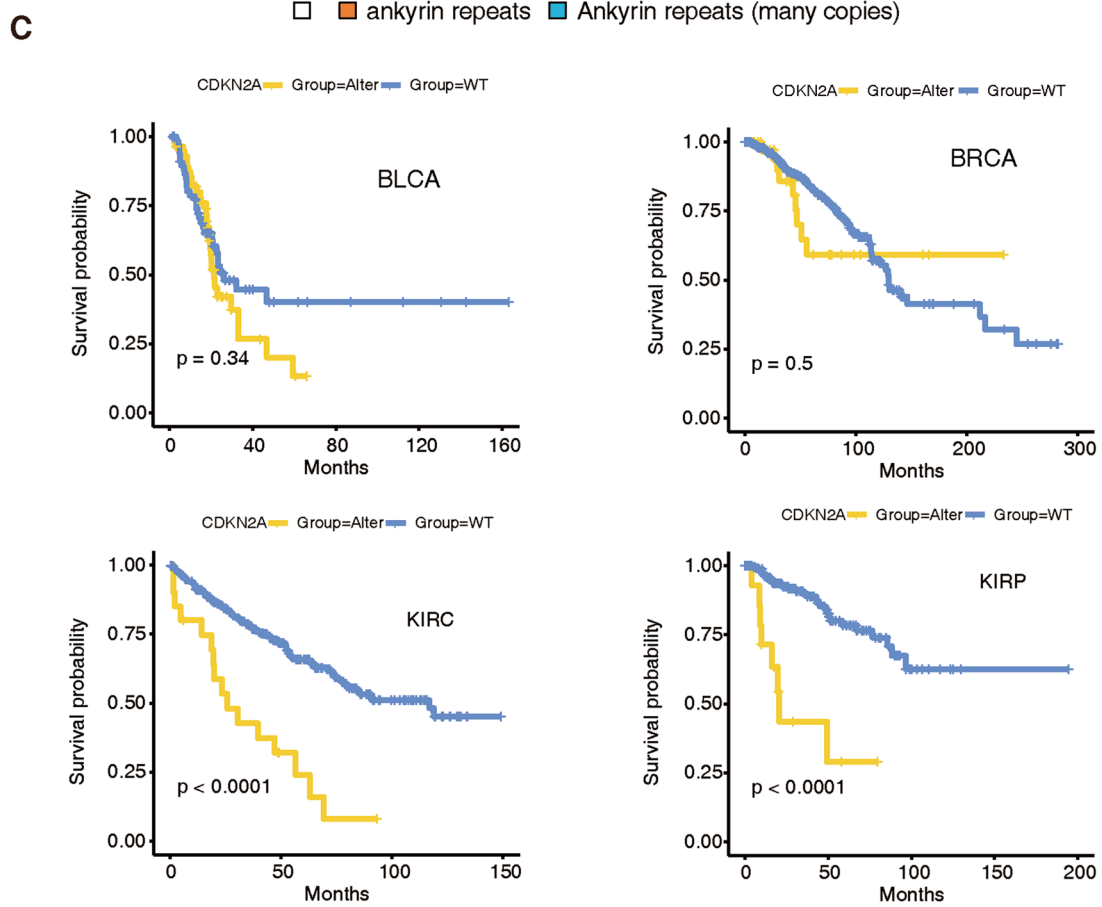 C
ankyrin repeats Ankyrin repeats (many copies)
CDKN2A Group=Alter Group=WT
BLCA
Survival probability
1.00
0.75
0.50
0.25
0.00
p = 0.34
0 40 80 120 160
Months
CDKN2A Group=Alter Group=WT
BRCA
Survival probability
1.00
0.75
0.50
0.25
0.00
p = 0.5
0 100 200 300
Months
CDKN2A Group=Alter Group=WT
KIRC
Survival probability
1.00
0.75
0.50
0.25
0.00
p < 0.0001
0 50 100 150
Months
CDKN2A Group=Alter Group=WT
KIRP
Survival probability
1.00
0.75
0.50
0.25
0.00
p < 0.0001
0 50 100 150 200
Months